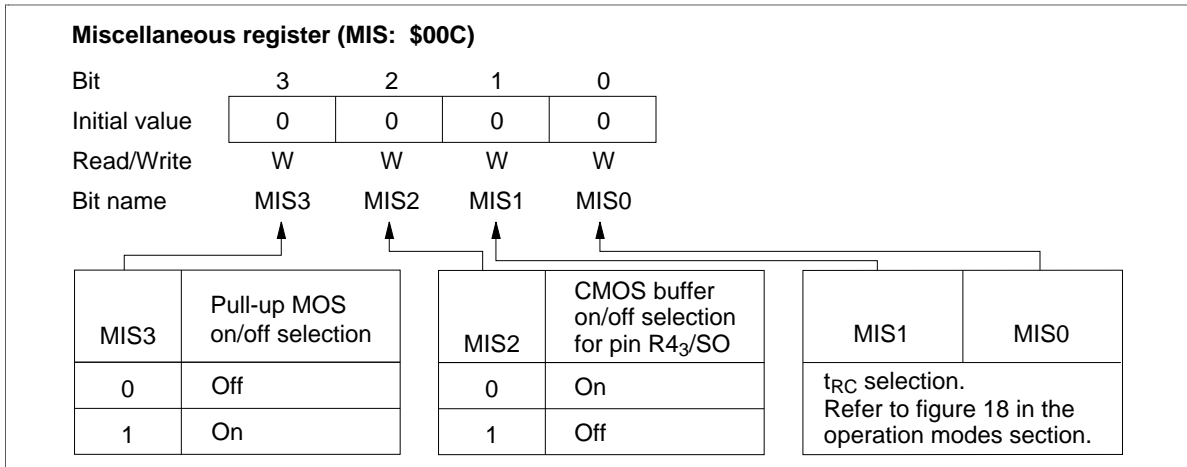 Miscellaneous register (MIS: $00C)
Bit 3 2 1 0
Initial value 0 0 0 0
Read/Write W W W W
Bit name MIS3 MIS2 MIS1 MIS0
MIS3 Pull-up MOS on/off selection
0 Off
1 On
MIS2 CMOS buffer on/off selection for pin R4₃/SO
0 On
1 Off
MIS1 MIS0
tRC selection.
Refer to figure 18 in the
operation modes section.